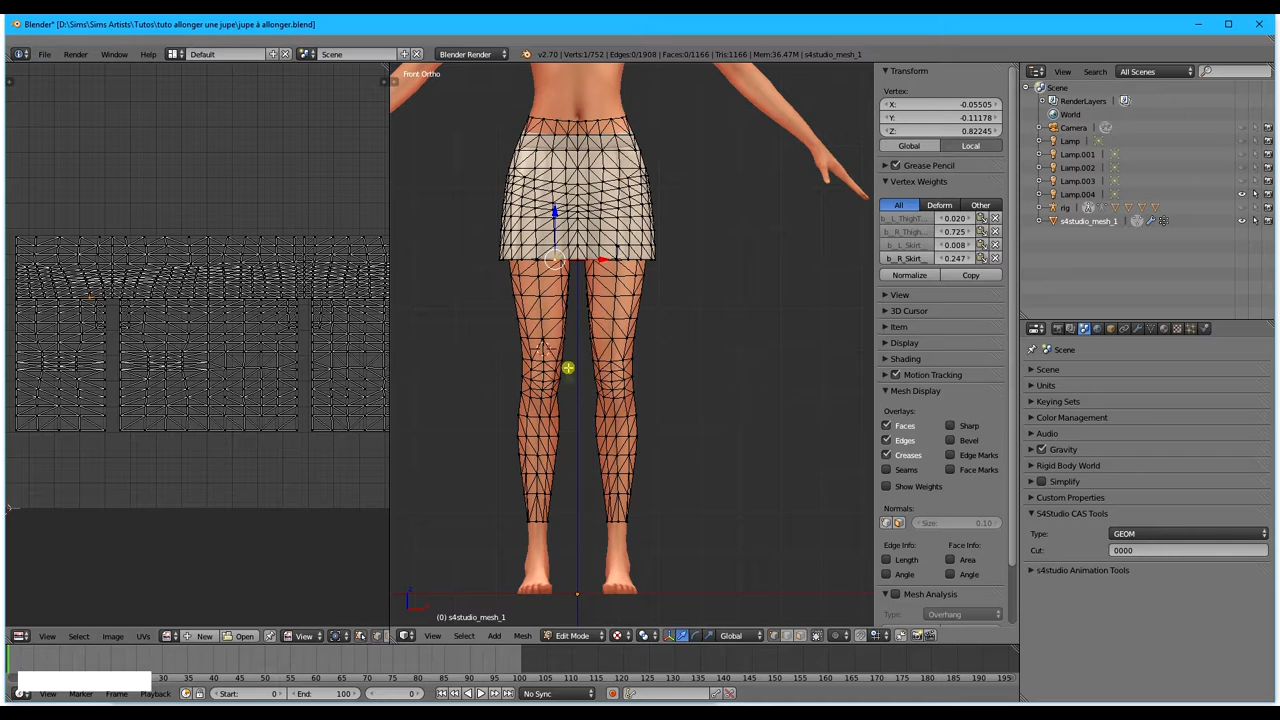 Blender* [D:\Sims\Sims Artists\Tutos\tuto allonger une jupe\jupe à allonger.blend]
File Render Window Help Default Scene Blender Render v2.70 | Verts:1/752 | Edges:0/1908 | Faces:0/1166 | Tris:1166 | Mem:36.47M | s4studio_mesh_1
View Search All Scenes
Front Ortho
Transform
Vertex:
X: -0.05505
Y: -0.11178
Z: 0.82245
Global Local
Grease Pencil
Vertex Weights
All Deform Other
b__L_ThighT... 0.020
b__R_Thigh... 0.725
b__L_Skirt_... 0.008
b__R_Skirt_... 0.247
Normalize Copy
View
3D Cursor
Item
Display
Shading
Motion Tracking
Mesh Display
Overlays:
Faces Sharp
Edges Bevel
Creases Edge Marks
Seams Face Marks
Show Weights
Normals:
Size: 0.10
Edge Info: Face Info:
Length Area
Angle Angle
Mesh Analysis
Type: Overhang
Scene
RenderLayers
World
Camera
Lamp
Lamp.001
Lamp.002
Lamp.003
Lamp.004
rig
s4studio_mesh_1
Scene
Scene
Units
Keying Sets
Color Management
Audio
Gravity
Rigid Body World
Simplify
Custom Properties
S4Studio CAS Tools
Type: GEOM
Cut: 0000
s4studio Animation Tools
(0) s4studio_mesh_1
View Select Image UVs New Open View
View Select Add Mesh Edit Mode Global
30 35 40 45 50 55 60 65 70 75 80 85 90 95 100 105 110 115 120 125 130 135 140 145 150 155 160 165 170 175 180 185 190 195
View Marker Frame Playback Start: 0 End: 100 0 No Sync